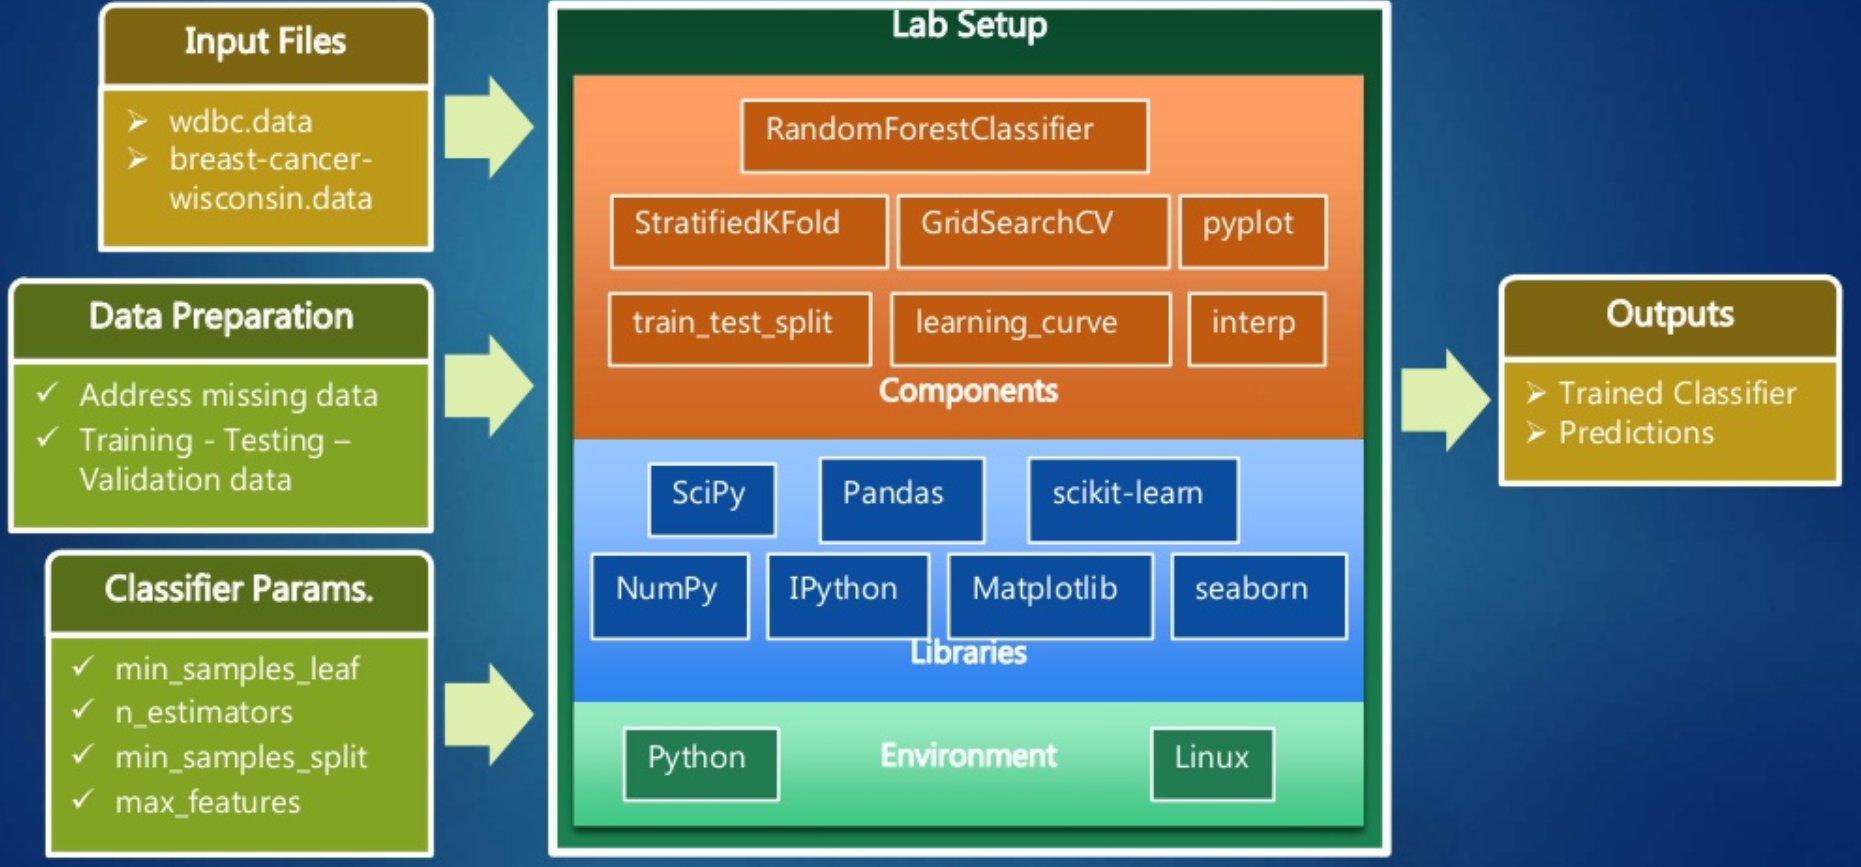 Input Files
➢ wdbc.data
➢ breast-cancer-
wisconsin.data
Data Preparation
✓ Address missing data
✓ Training - Testing –
Validation data
Classifier Params.
✓ min_samples_leaf
✓ n_estimators
✓ min_samples_split
✓ max_features
Lab Setup
RandomForestClassifier
StratifiedKFold GridSearchCV pyplot
train_test_split learning_curve interp
Components
SciPy Pandas scikit-learn
NumPy IPython Matplotlib seaborn
Libraries
Python Environment Linux
Outputs
➢ Trained Classifier
➢ Predictions